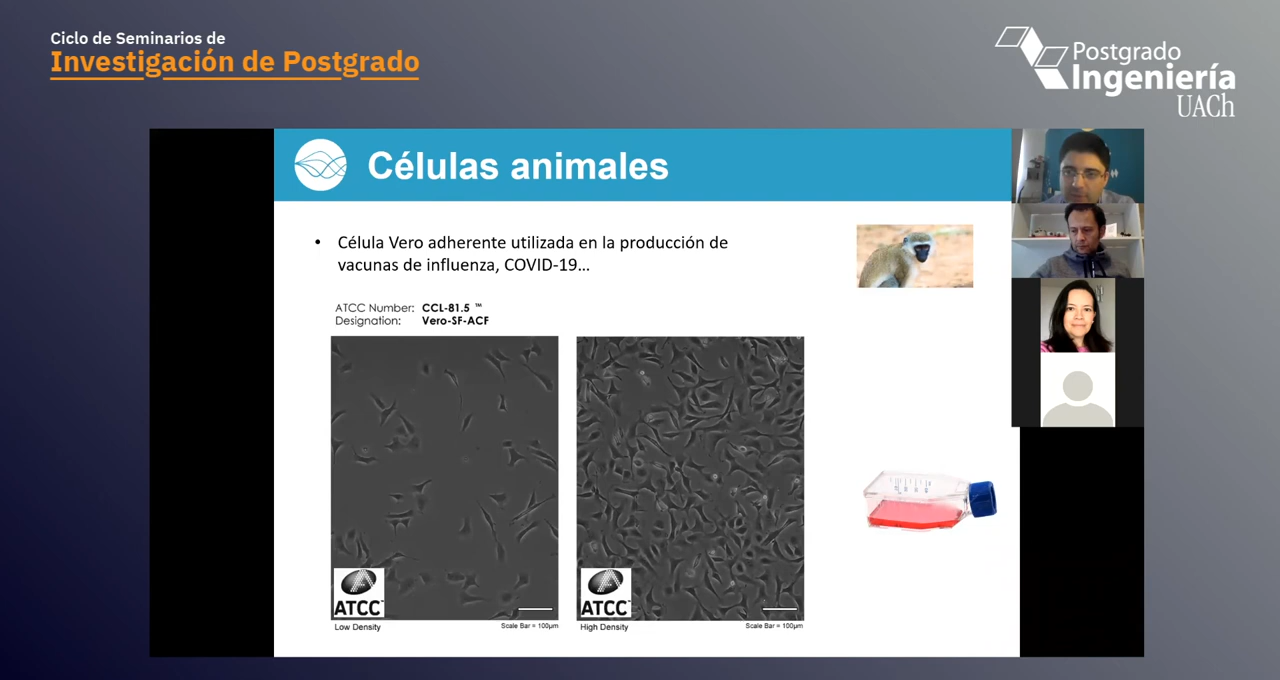 Ciclo de Seminarios de
Investigación de Postgrado
Postgrado
Ingeniería
UACh
Células animales
• Célula Vero adherente utilizada en la producción de
vacunas de influenza, COVID-19...
ATCC Number: CCL-81.5 ™
Designation: Vero-SF-ACF
ATCC™
Low Density
Scale Bar = 100µm
ATCC™
High Density
Scale Bar = 100µm